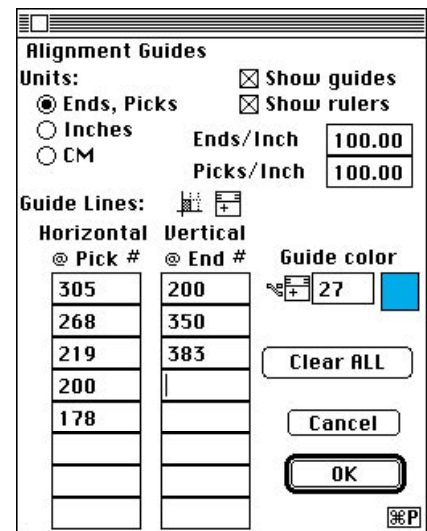 Alignment Guides
Units:
Ends, Picks
Inches
CM
Show guides
Show rulers
Ends/Inch 100.00
Picks/Inch 100.00
Guide Lines:
Horizontal Vertical
@ Pick # @ End # Guide color
305 200 27
268 350
219 383
200
178
Clear ALL
Cancel
OK
⌘P